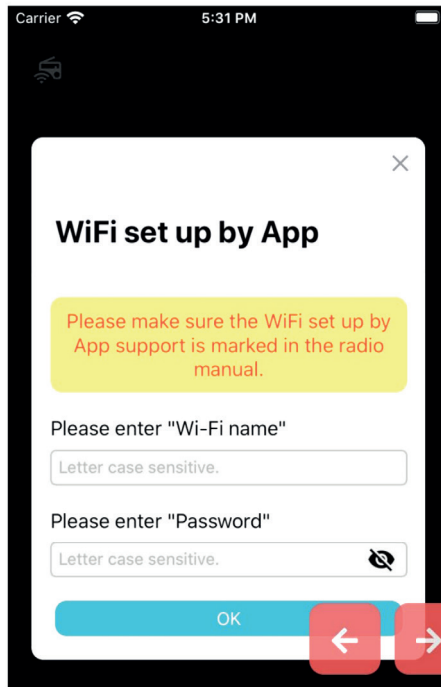 Carrier
5:31 PM
WiFi set up by App
Please make sure the WiFi set up by
App support is marked in the radio
manual.
Please enter "Wi-Fi name"
Letter case sensitive.
Please enter "Password"
Letter case sensitive.
OK